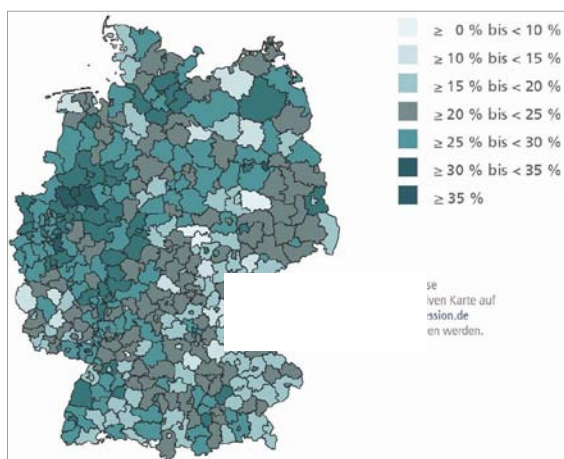 ≥ 0 % bis < 10 %
≥ 10 % bis < 15 %
≥ 15 % bis < 20 %
≥ 20 % bis < 25 %
≥ 25 % bis < 30 %
≥ 30 % bis < 35 %
≥ 35 %
se
iven Karte auf
ession.de
en werden.